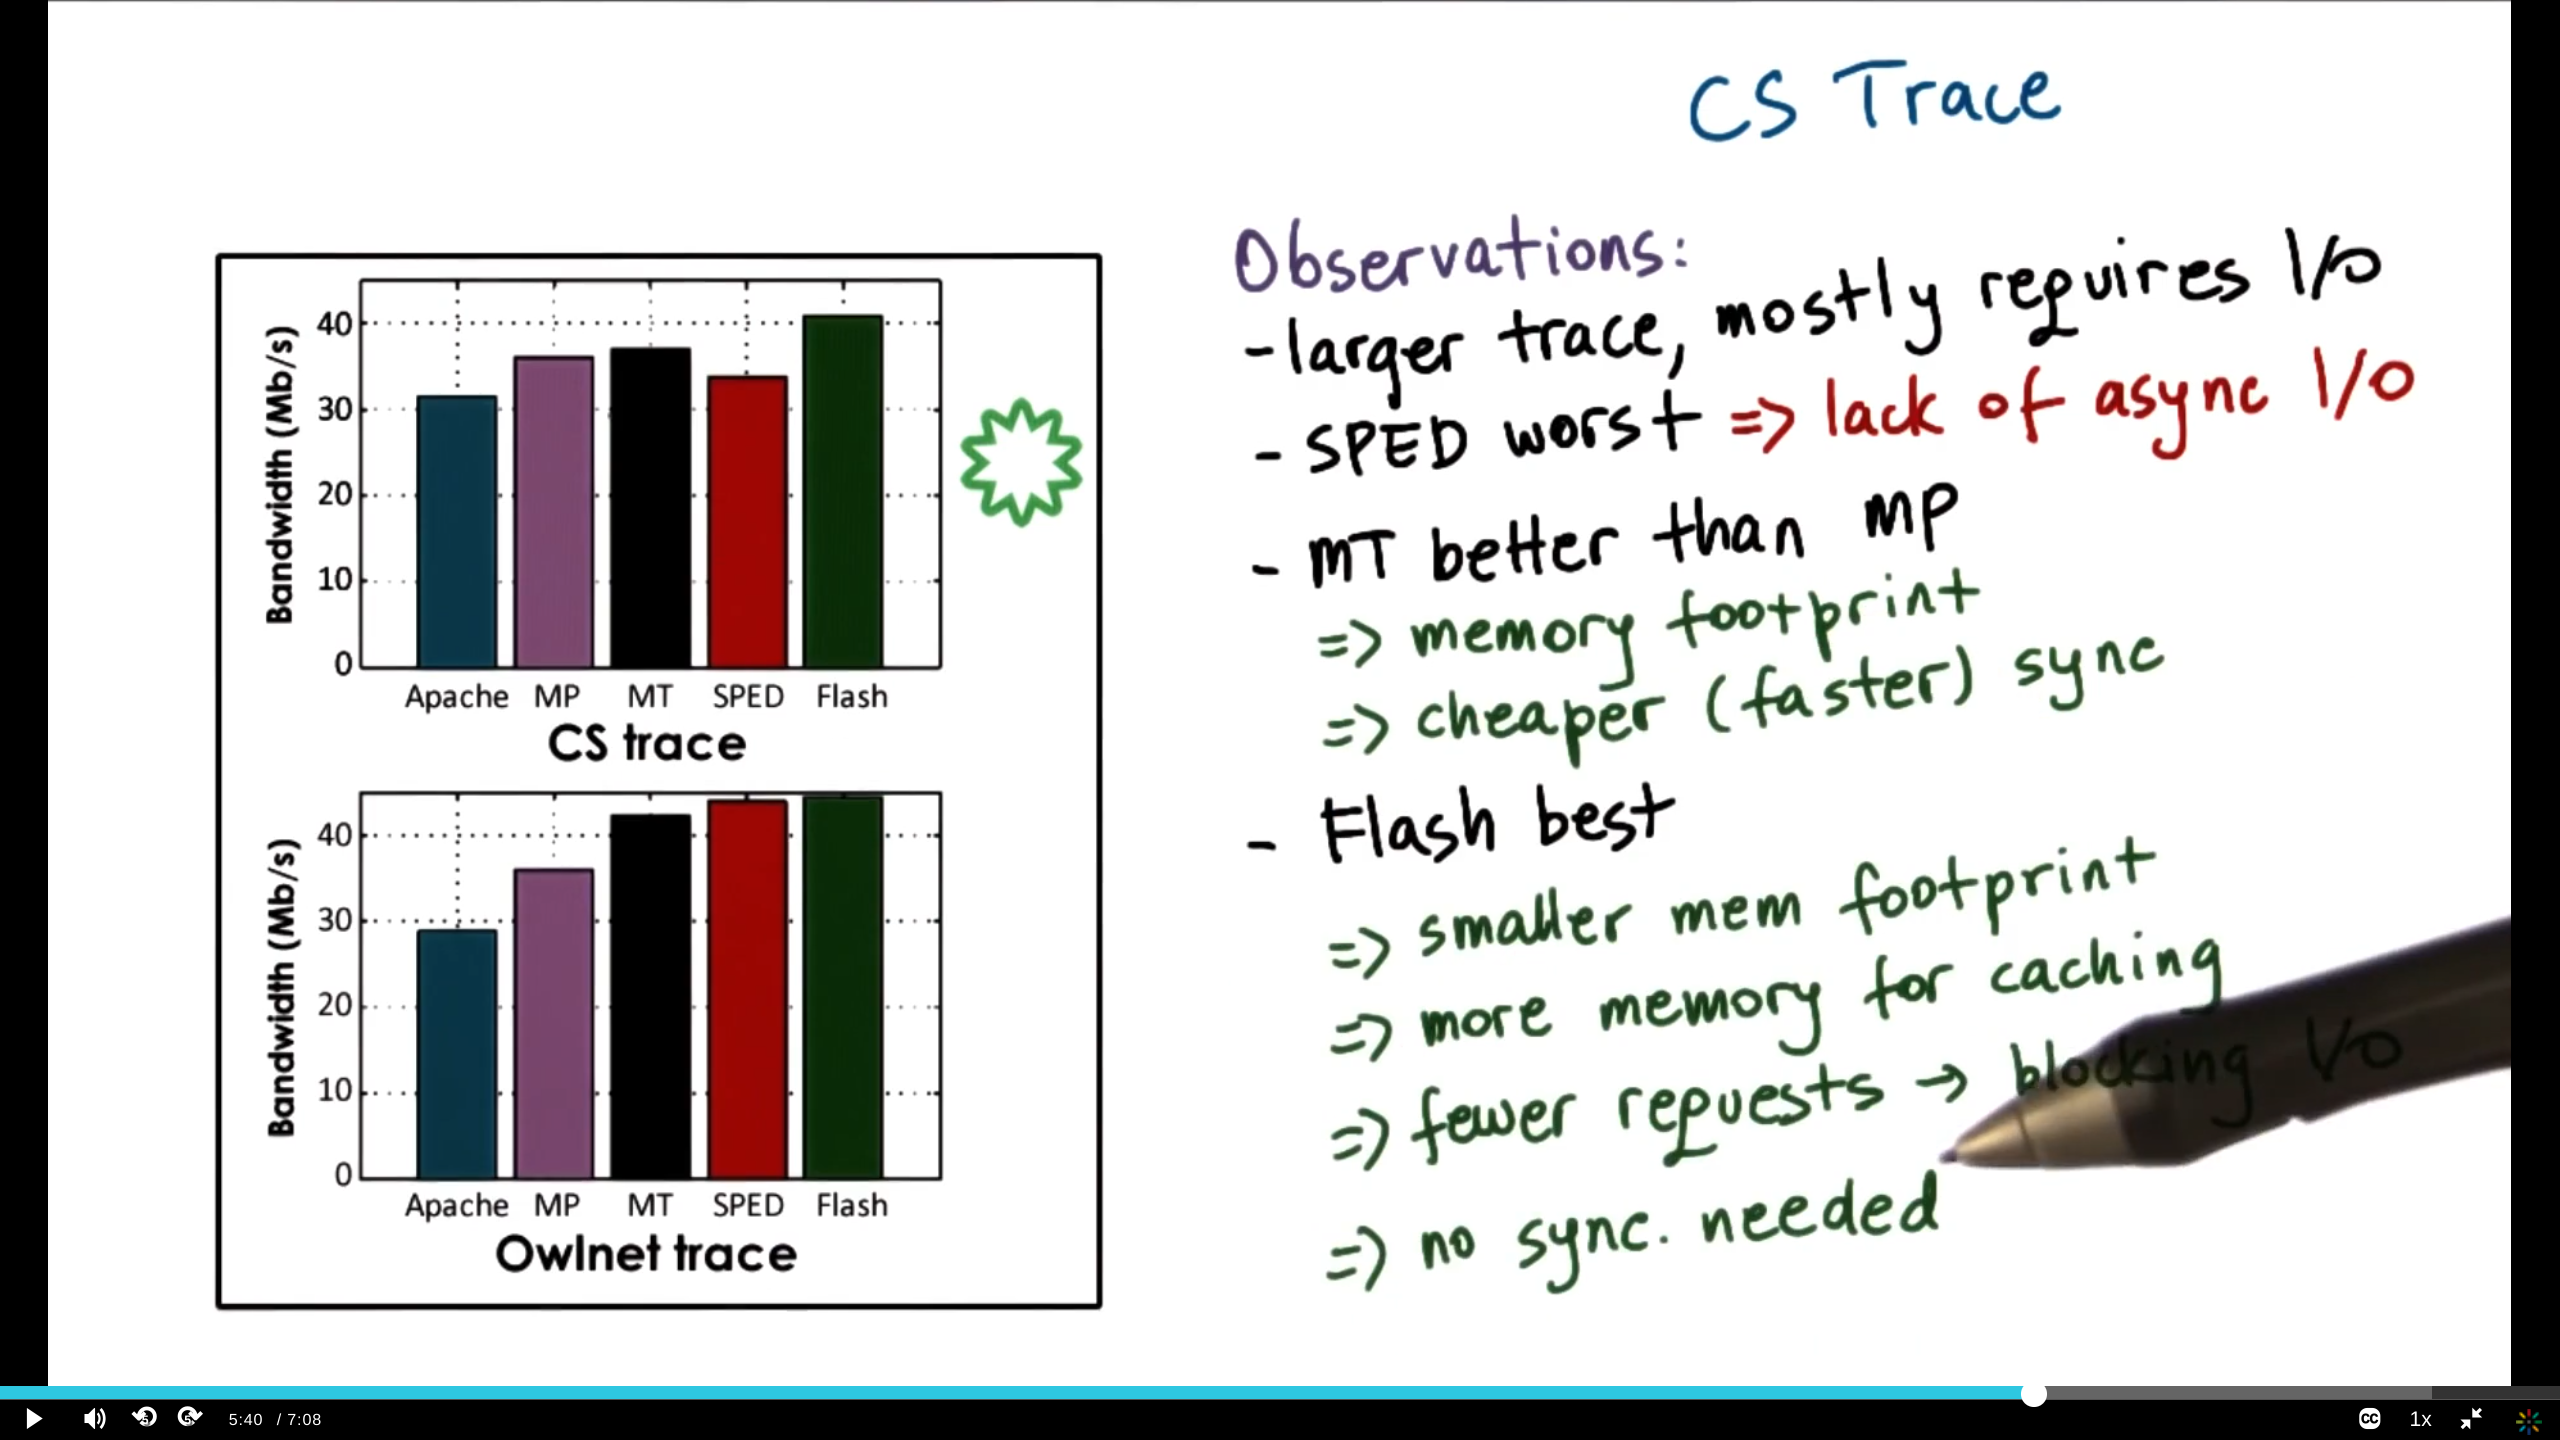 CS Trace
Observations:
- larger trace, mostly requires I/O
- SPED worst => lack of async I/O
- MT better than MP
=> memory footprint
=> cheaper (faster) sync
- Flash best
=> smaller mem footprint
=> more memory for caching
=> fewer requests → blocking I/O
=> no sync. needed
Bandwidth (Mb/s)
40
30
20
10
0
Apache MP MT SPED Flash
CS trace
Bandwidth (Mb/s)
40
30
20
10
0
Apache MP MT SPED Flash
Owlnet trace
5:40 / 7:08
5
5
CC
1x